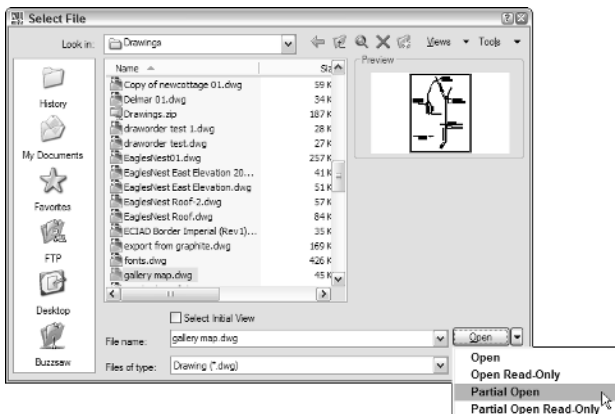 Select File
Look in: Drawings
Views Tools
Name
Preview
Copy of newcottage 01.dwg 59 K
Delmar 01.dwg 34 K
Drawings.zip 187 K
draworder test 1.dwg 28 K
draworder test.dwg 27 K
EaglesNest01.dwg 257 K
EaglesNest East Elevation 20... 41 K
EaglesNest East Elevation.dwg 51 K
EaglesNest Roof-2.dwg 57 K
EaglesNest Roof.dwg 84 K
ECIAD Border Imperial (Rev1)... 35 K
export from graphite.dwg 169 K
fonts.dwg 426 K
gallery map.dwg 45 K
History
My Documents
Favorites
FTP
Desktop
Buzzsaw
Select Initial View
File name: gallery map.dwg
Open
Files of type: Drawing (*.dwg)
Open
Open Read-Only
Partial Open
Partial Open Read-Only